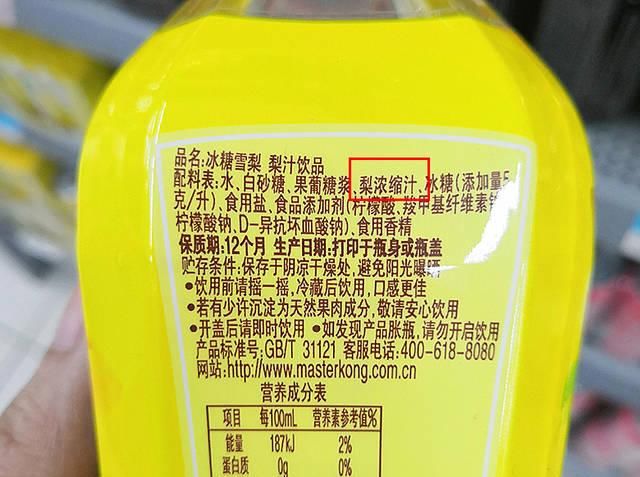 品名:冰糖雪梨 梨汁饮品
配料表:水、白砂糖、果葡糖浆、梨浓缩汁、冰糖(添加量5
克/升)、食用盐、食品添加剂(柠檬酸、羧甲基纤维素钠、
柠檬酸钠、D-异抗坏血酸钠)、食用香精
保质期:12个月 生产日期:打印于瓶身或瓶盖
贮存条件:保存于阴凉干燥处,避免阳光曝晒
•饮用前请摇一摇,冷藏后饮用,口感更佳
•若有少许沉淀为天然果肉成分,敬请安心饮用
•开盖后请即时饮用 •如发现产品胀瓶,请勿开启饮用
产品标准号:GB/T 31121 客服电话:400-618-8080
网站:http://www.masterkong.com.cn
营养成分表
项目 每100mL 营养素参考值%
能量 187kJ 2%
蛋白质 0g 0%